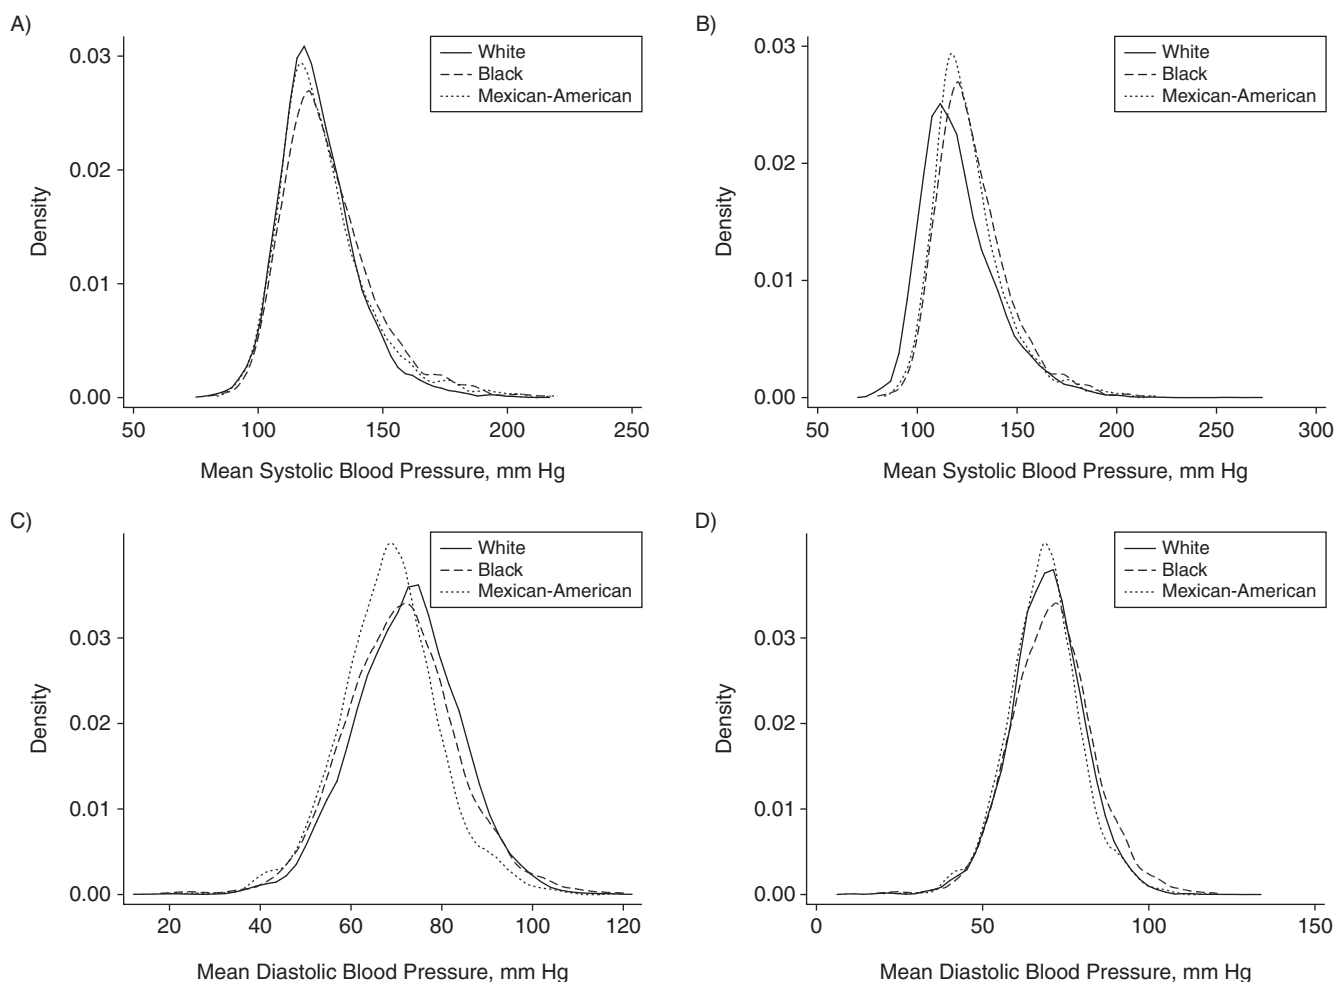 A)
White
Black
Mexican-American
0.03
0.02
0.01
0.00
Density
50 100 150 200 250
Mean Systolic Blood Pressure, mm Hg
B)
White
Black
Mexican-American
0.03
0.02
0.01
0.00
Density
50 100 150 200 250 300
Mean Systolic Blood Pressure, mm Hg
C)
White
Black
Mexican-American
0.03
0.02
0.01
0.00
Density
20 40 60 80 100 120
Mean Diastolic Blood Pressure, mm Hg
D)
White
Black
Mexican-American
0.03
0.02
0.01
0.00
Density
0 50 100 150
Mean Diastolic Blood Pressure, mm Hg